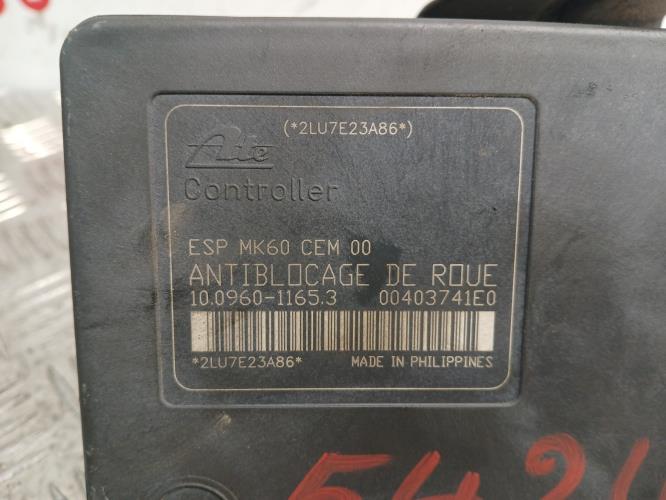 (*2LU7E23A86*)
Ate
Controller
ESP MK60 CEM 00
ANTIBLOCAGE DE ROUE
10.0960-1165.3 00403741E0
*2LU7E23A86* MADE IN PHILIPPINES